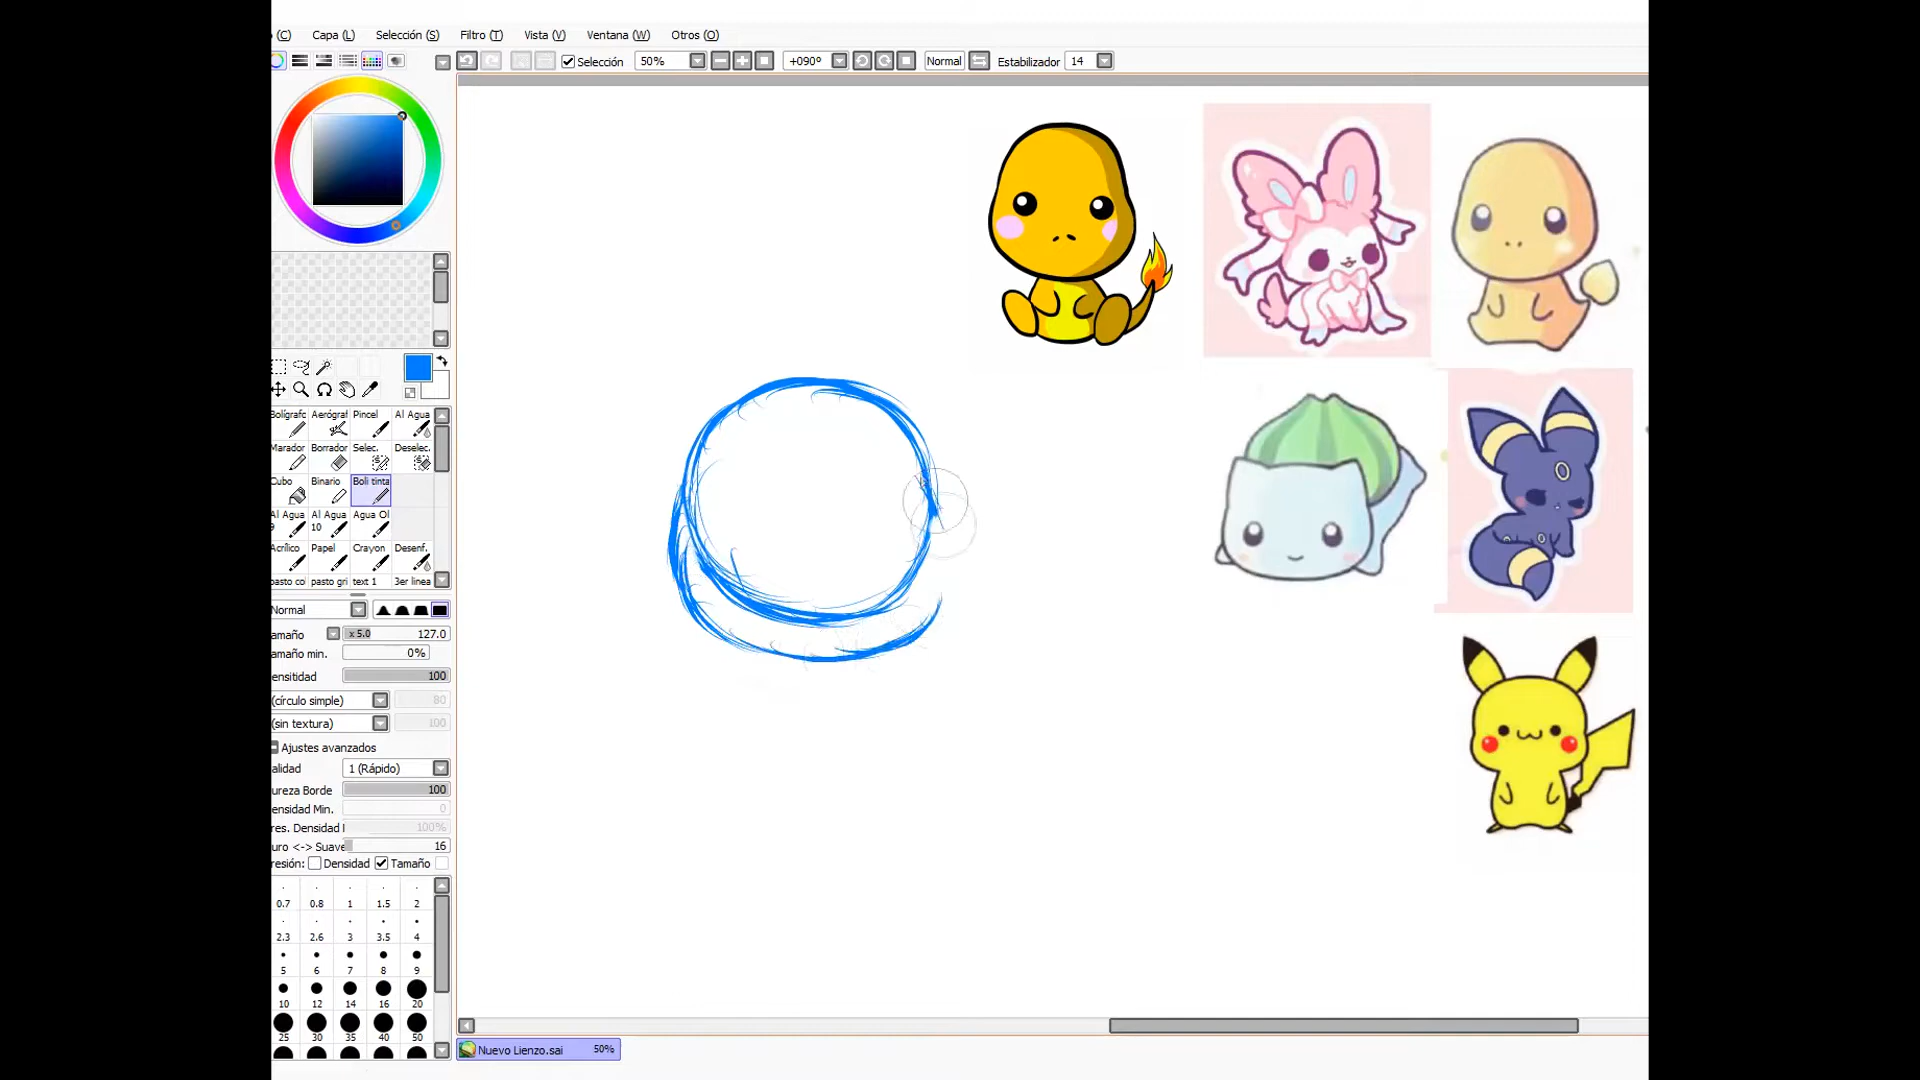 (C) Capa (L) Selección (S) Filtro (T) Vista (V) Ventana (W) Otros (O)
Selección 50% +090º Normal Estabilizador 14
Bolígrafo Aerógraf Pincel Al Agua
Marador Borrador Selec. Deselec.
Cubo Binario Boli tinta
Al Agua 9 Al Agua 10 Agua Ol
Acrílico Papel Crayon Desenf.
pasto co pasto gri text 1 3er linea
Normal
amaño x 5.0 127.0
amaño min. 0%
ensitidad 100
(círculo simple) 80
(sin textura) 100
Ajustes avanzados
alidad 1 (Rápido)
ureza Borde 100
ensidad Min. 0
res. Densidad I 100%
uro <-> Suave 16
resión: Densidad Tamaño
0.7 0.8 1 1.5 2
2.3 2.6 3 3.5 4
5 6 7 8 9
10 12 14 16 20
25 30 35 40 50
Nuevo Lienzo.sai 50%